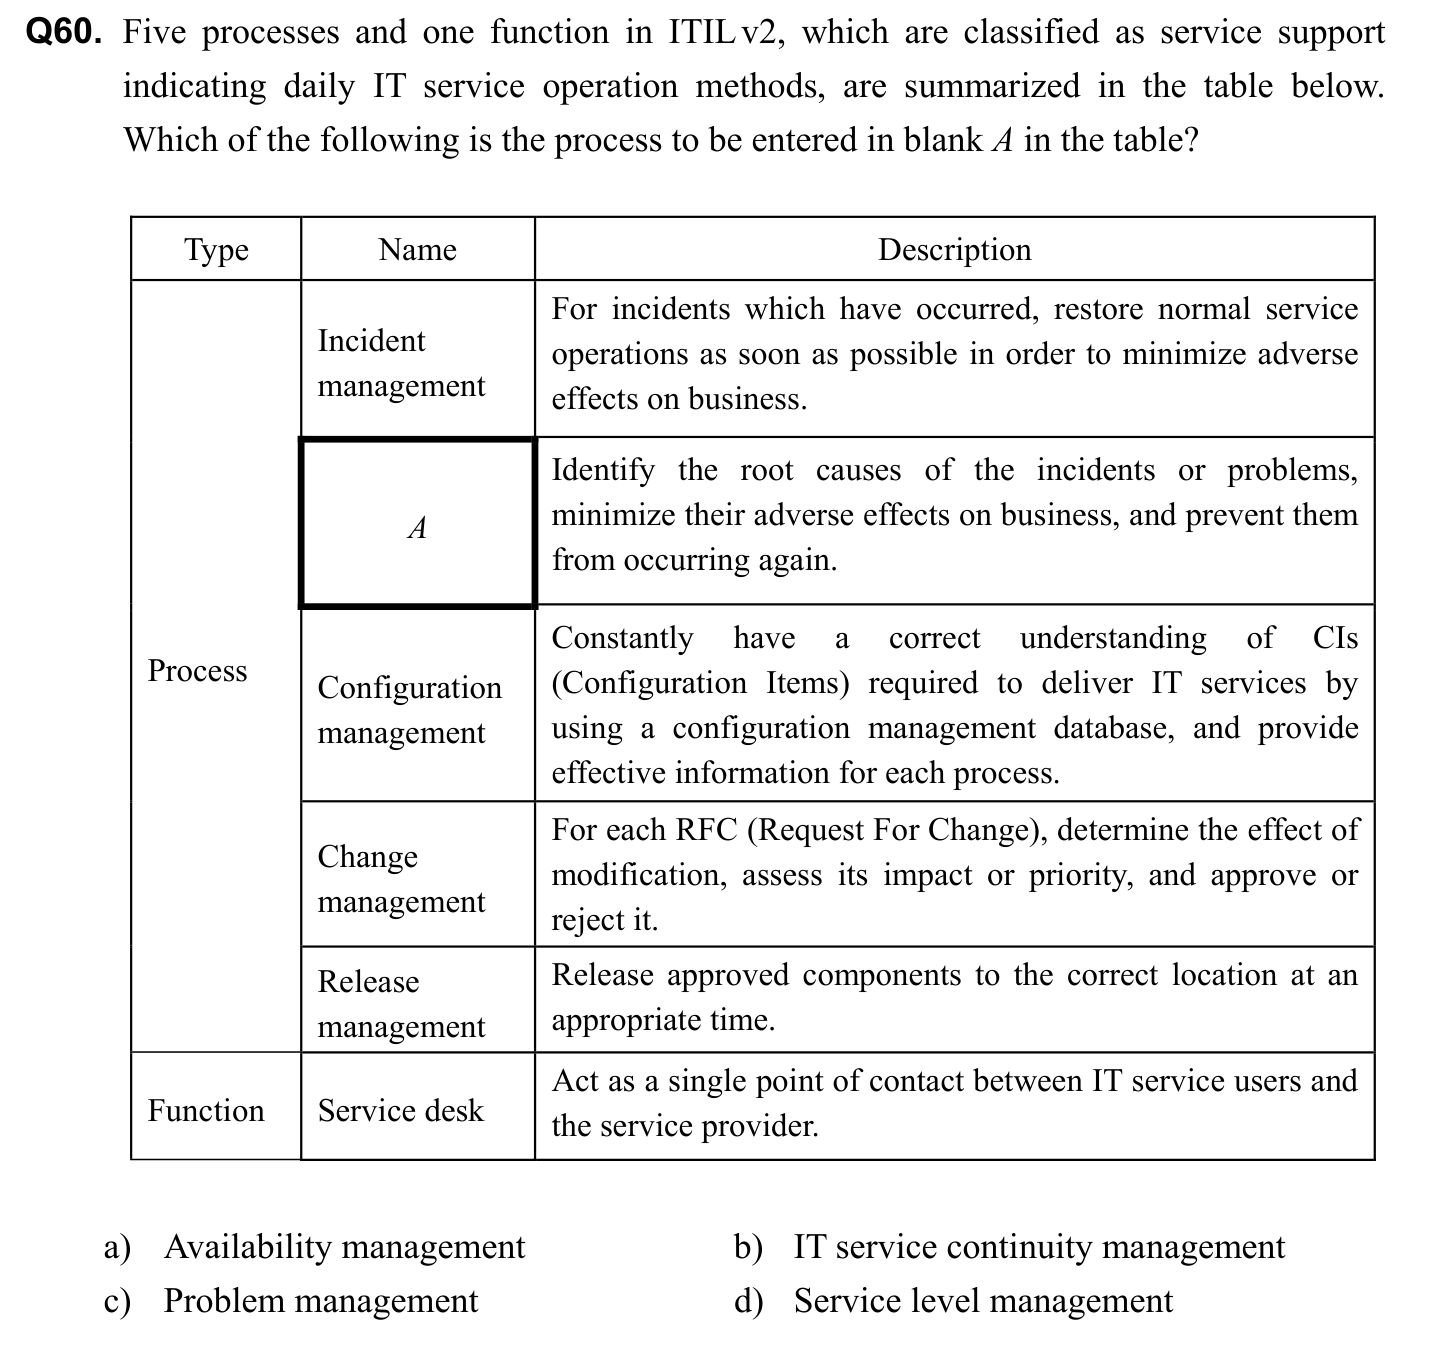 Q60. Five processes and one function in ITIL v2, which are classified as service support
indicating daily IT service operation methods, are summarized in the table below.
Which of the following is the process to be entered in blank A in the table?
Type Name Description
Process
Incident
management
For incidents which have occurred, restore normal service
operations as soon as possible in order to minimize adverse
effects on business.
A
Identify the root causes of the incidents or problems,
minimize their adverse effects on business, and prevent them
from occurring again.
Configuration
management
Constantly have a correct understanding of CIs
(Configuration Items) required to deliver IT services by
using a configuration management database, and provide
effective information for each process.
Change
management
For each RFC (Request For Change), determine the effect of
modification, assess its impact or priority, and approve or
reject it.
Release
management
Release approved components to the correct location at an
appropriate time.
Function
Service desk
Act as a single point of contact between IT service users and
the service provider.
a) Availability management b) IT service continuity management
c) Problem management d) Service level management